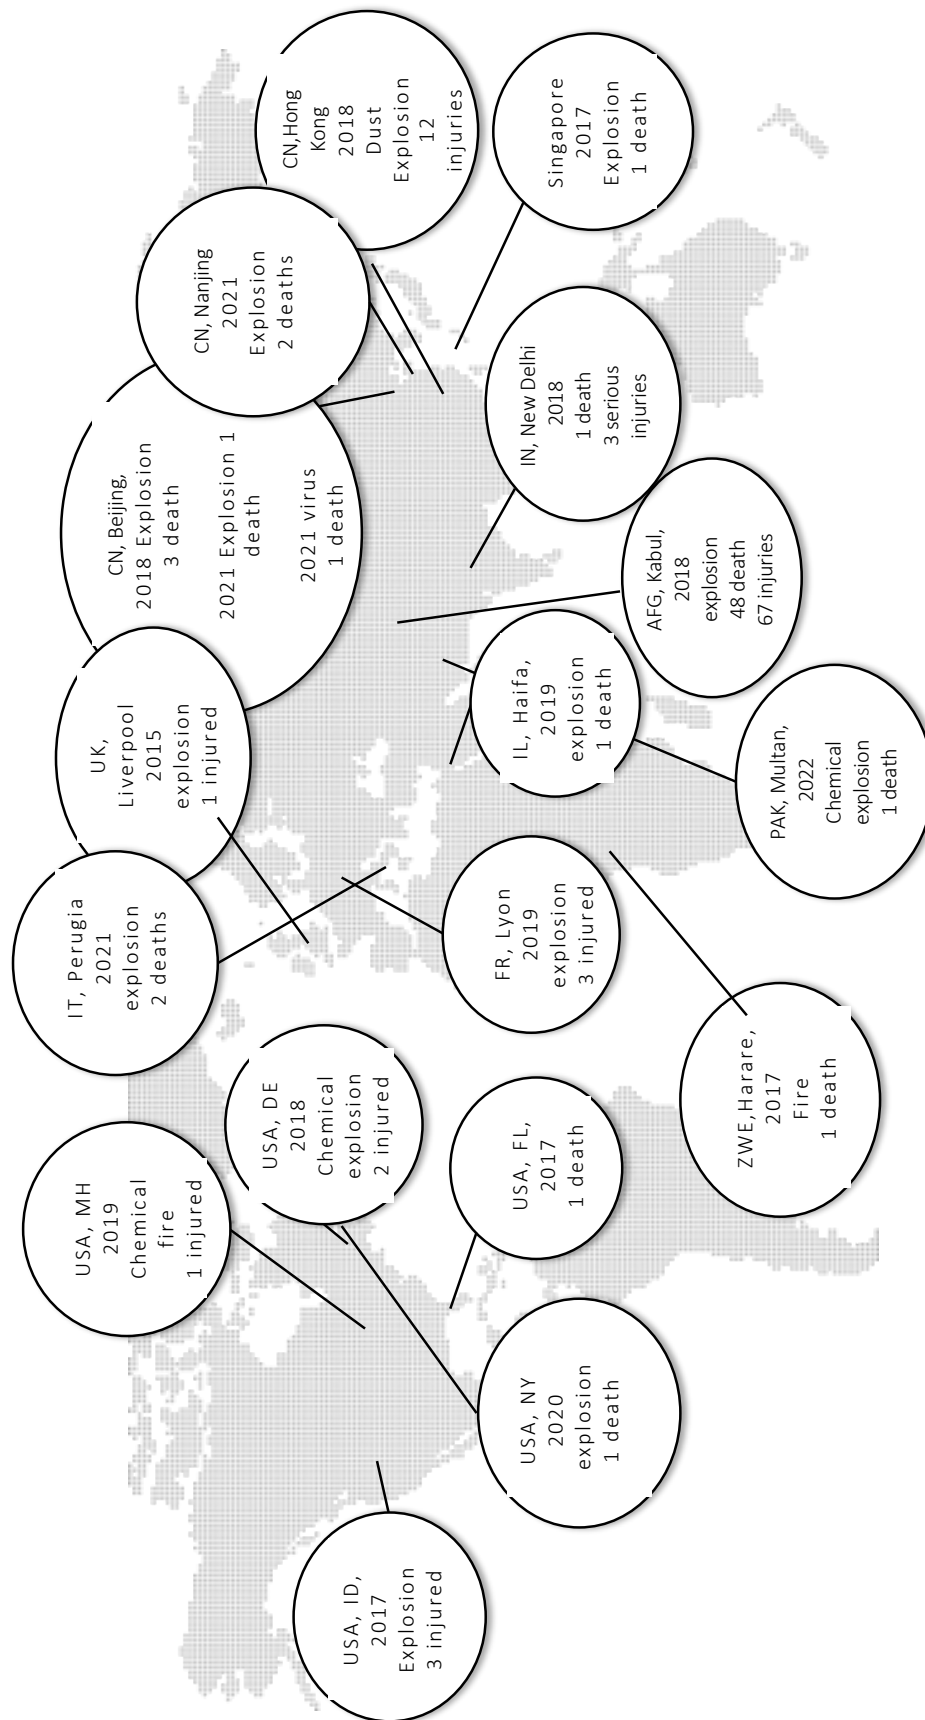 USA, ID,
2017
Explosion
3 injured
USA, MH
2019
Chemical
fire
1 injured
USA, NY
2020
explosion
1 death
USA, DE
2018
Chemical
explosion
2 injured
USA, FL,
2017
1 death
IT, Perugia
2021
explosion
2 deaths
UK,
Liverpool
2015
explosion
1 injured
FR, Lyon
2019
explosion
3 injured
ZWE,Harare,
2017
Fire
1 death
CN, Beijing,
2018 Explosion
3 death
2021 Explosion 1
death
2021 virus
1 death
IL, Haifa,
2019
explosion
1 death
PAK, Multan,
2022
Chemical
explosion
1 death
AFG, Kabul,
2018
explosion
48 death
67 injuries
CN, Nanjing
2021
Explosion
2 deaths
IN, New Delhi
2018
1 death
3 serious
injuries
CN,Hong
Kong
2018
Dust
Explosion
12
injuries
Singapore
2017
Explosion
1 death